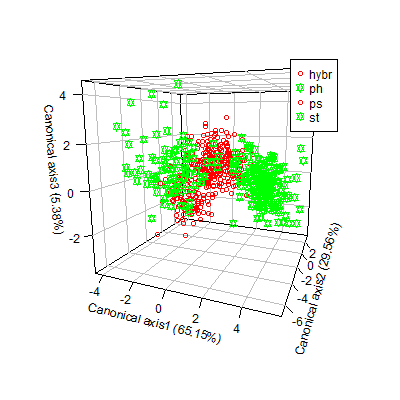 hybr
ph
ps
st
4
2
0
-2
Canonical axis3 (5.38%)
-4
-2
0
2
4
Canonical axis1 (65.15%)
2
0
-2
-4
-6
Canonical axis2 (29.56%)